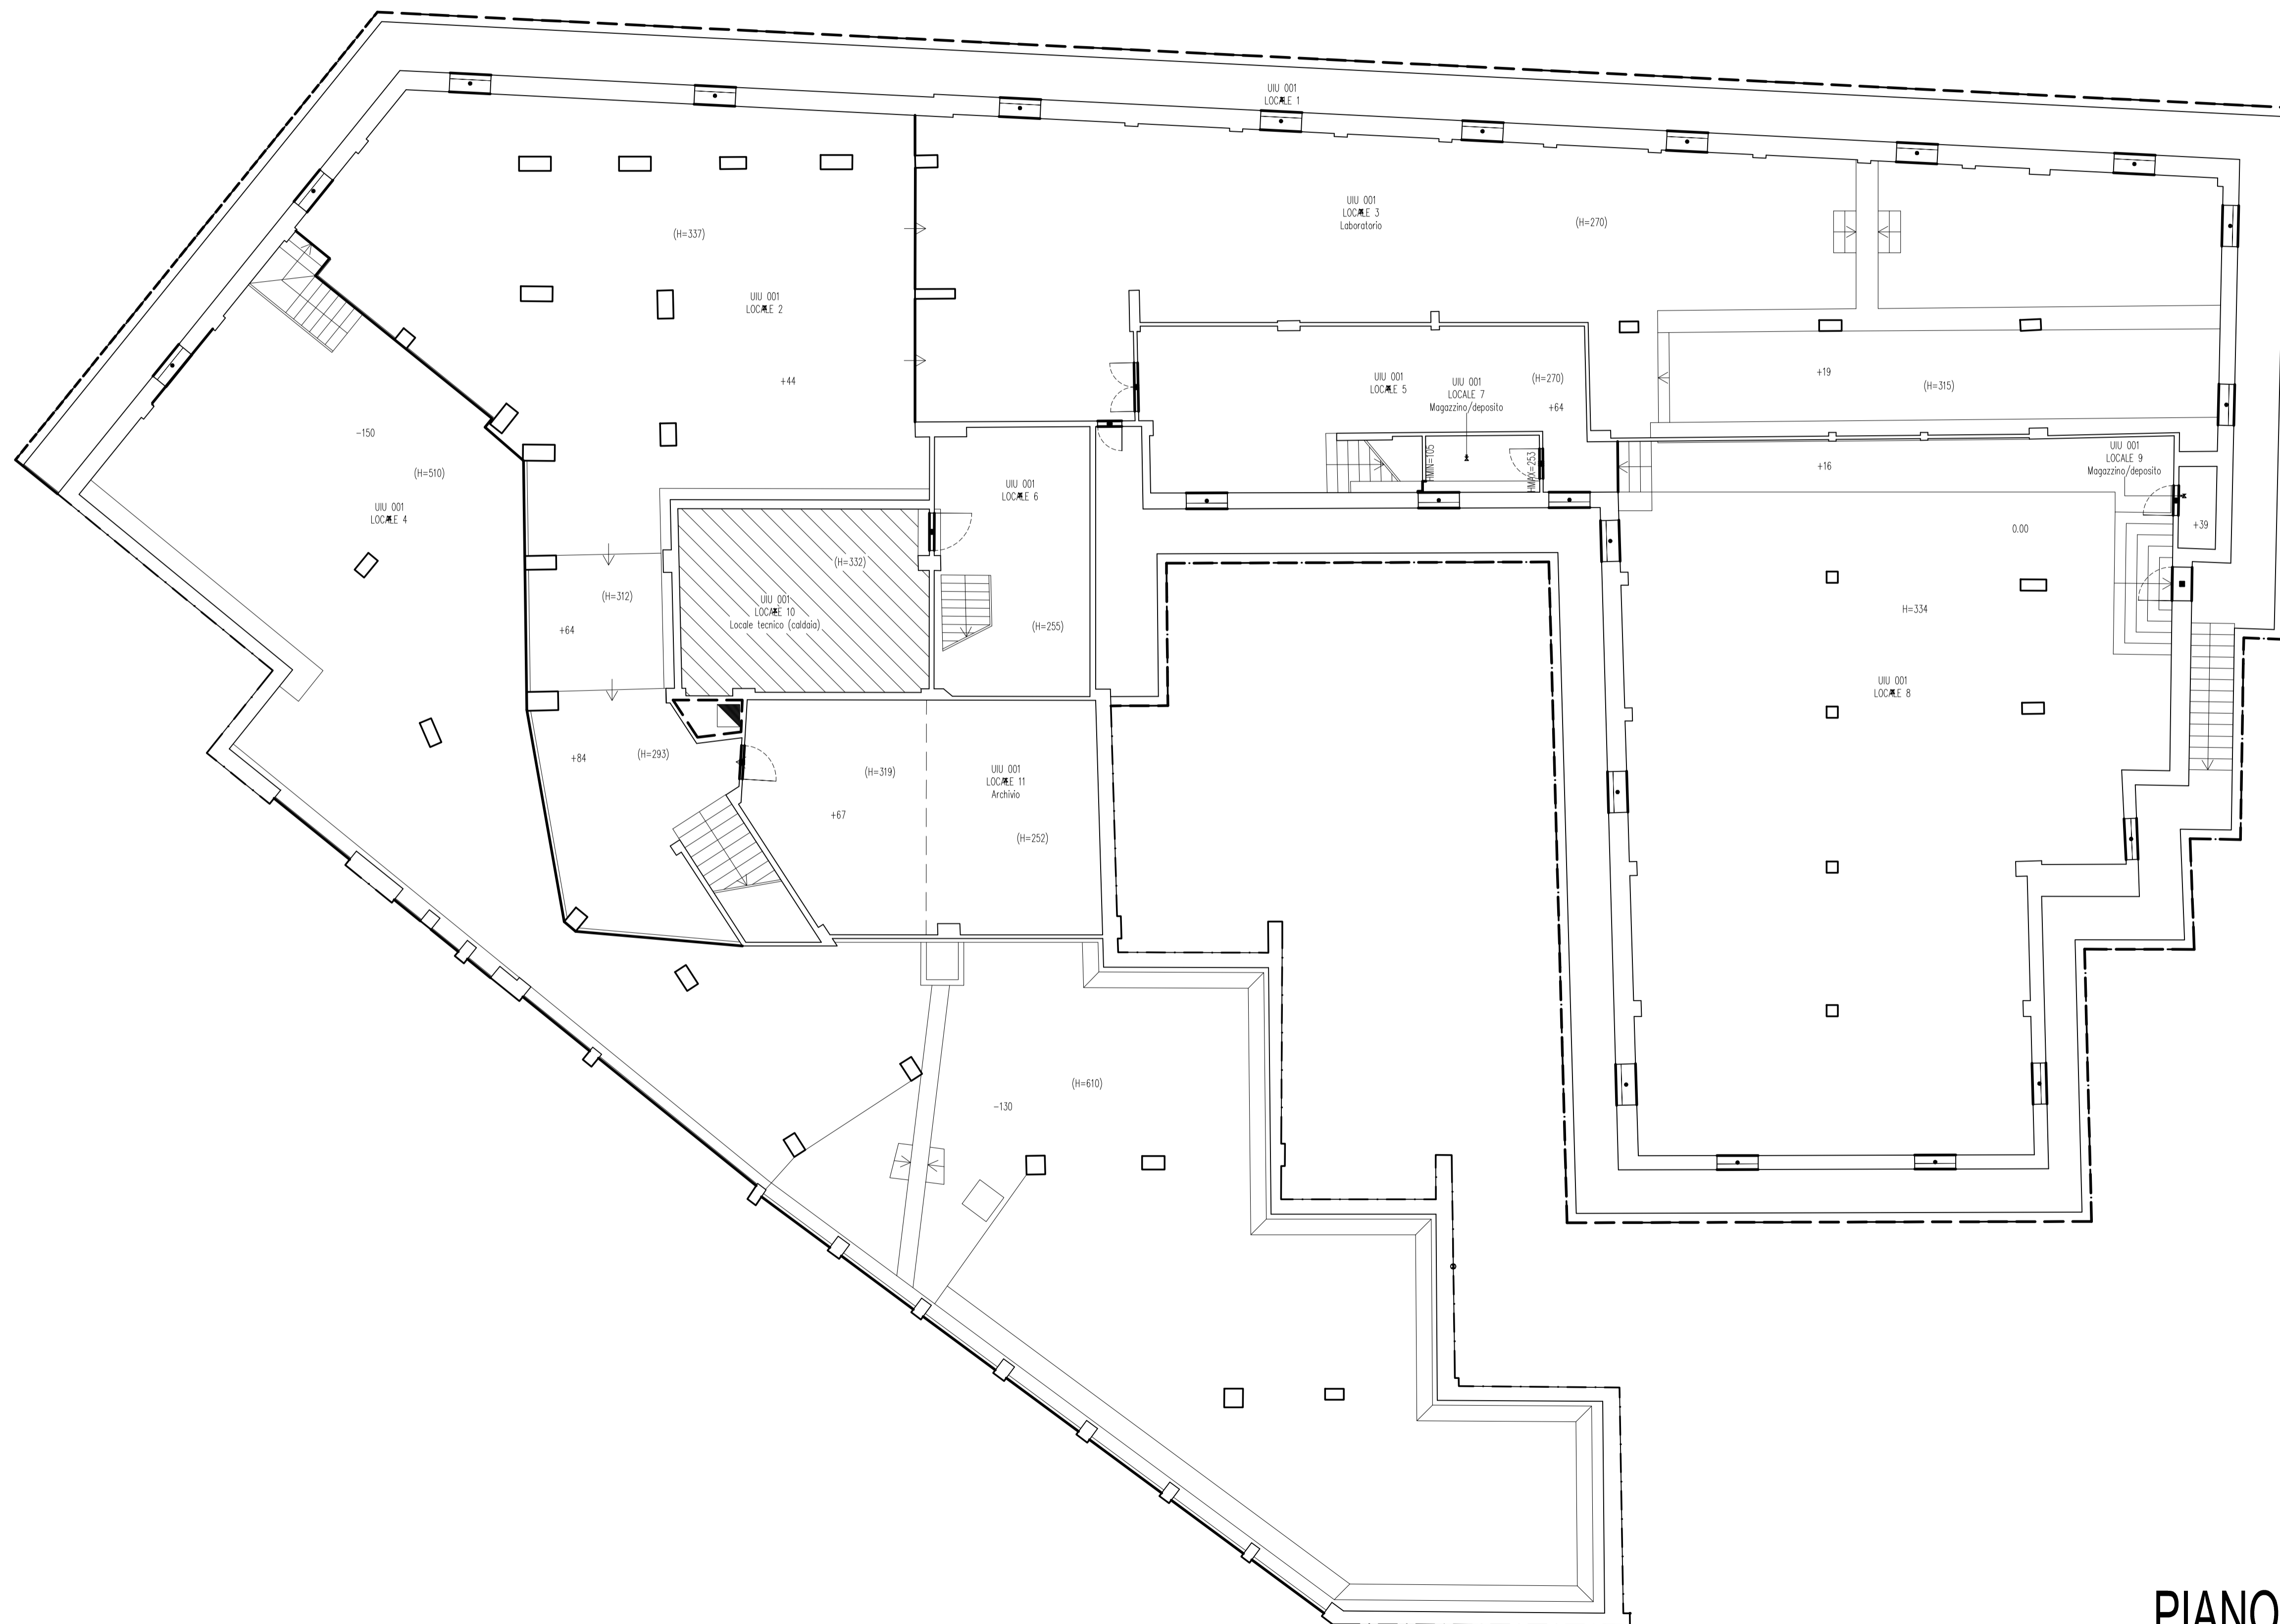 UIU 001
LOCALE 1
UIU 001
LOCALE 3
Laboratorio
(H=270)
(H=337)
UIU 001
LOCALE 2
+44
UIU 001
LOCALE 5
UIU 001
LOCALE 7
Magazzino/deposito
(H=270)
+64
+19
(H=315)
-150
(H=510)
UIU 001
LOCALE 4
UIU 001
LOCALE 6
HMIN=105
HMAX=253
+16
UIU 001
LOCALE 9
Magazzino/deposito
+39
0.00
(H=332)
(H=312)
+64
UIU 001
LOCALE 10
Locale tecnico (caldaia)
(H=255)
H=334
UIU 001
LOCALE 8
+84
(H=293)
(H=319)
UIU 001
LOCALE 11
Archivio
+67
(H=252)
(H=610)
-130
PIANO